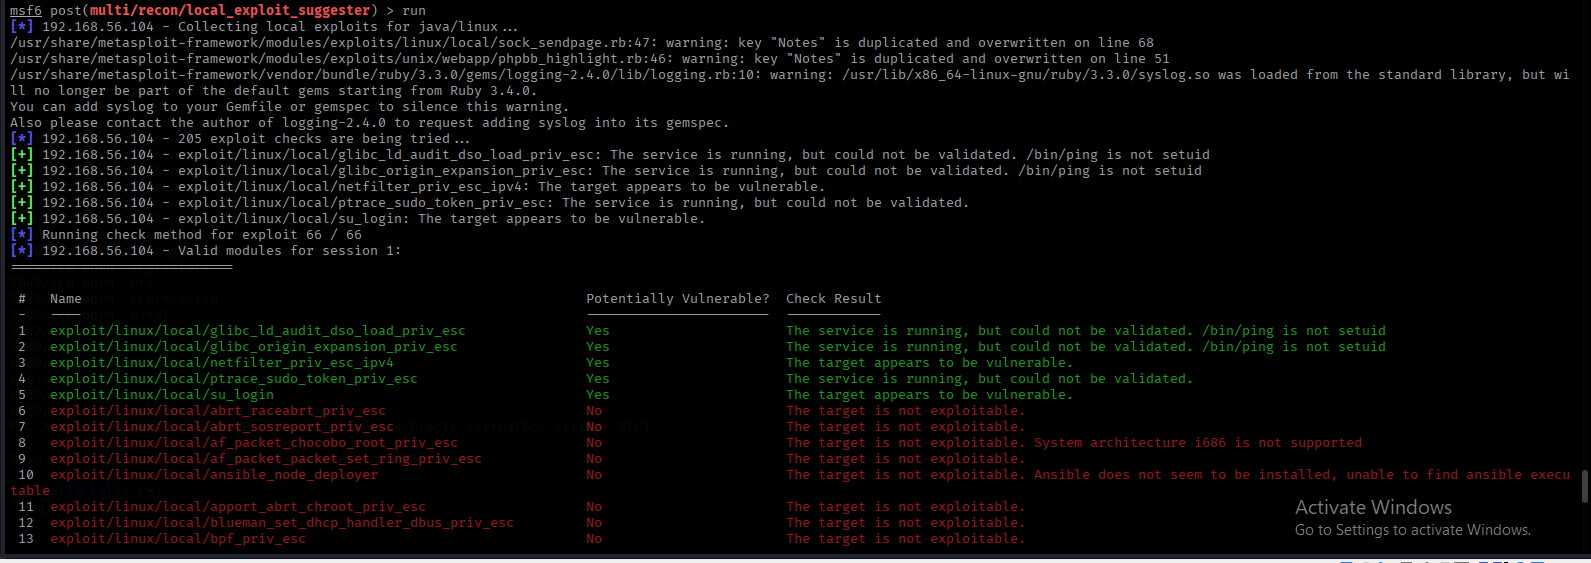 msf6 post(multi/recon/local_exploit_suggester) > run
[*] 192.168.56.104 - Collecting local exploits for java/linux...
/usr/share/metasploit-framework/modules/exploits/linux/local/sock_sendpage.rb:47: warning: key "Notes" is duplicated and overwritten on line 68
/usr/share/metasploit-framework/modules/exploits/unix/webapp/phpbb_highlight.rb:46: warning: key "Notes" is duplicated and overwritten on line 51
/usr/share/metasploit-framework/vendor/bundle/ruby/3.3.0/gems/logging-2.4.0/lib/logging.rb:10: warning: /usr/lib/x86_64-linux-gnu/ruby/3.3.0/syslog.so was loaded from the standard library, but wi
ll no longer be part of the default gems starting from Ruby 3.4.0.
You can add syslog to your Gemfile or gemspec to silence this warning.
Also please contact the author of logging-2.4.0 to request adding syslog into its gemspec.
[*] 192.168.56.104 - 205 exploit checks are being tried...
[+] 192.168.56.104 - exploit/linux/local/glibc_ld_audit_dso_load_priv_esc: The service is running, but could not be validated. /bin/ping is not setuid
[+] 192.168.56.104 - exploit/linux/local/glibc_origin_expansion_priv_esc: The service is running, but could not be validated. /bin/ping is not setuid
[+] 192.168.56.104 - exploit/linux/local/netfilter_priv_esc_ipv4: The target appears to be vulnerable.
[+] 192.168.56.104 - exploit/linux/local/ptrace_sudo_token_priv_esc: The service is running, but could not be validated.
[+] 192.168.56.104 - exploit/linux/local/su_login: The target appears to be vulnerable.
[*] Running check method for exploit 66 / 66
[*] 192.168.56.104 - Valid modules for session 1:
============================
# Name Potentially Vulnerable? Check Result
- ---- ----------------------- ------------
1 exploit/linux/local/glibc_ld_audit_dso_load_priv_esc Yes The service is running, but could not be validated. /bin/ping is not setuid
2 exploit/linux/local/glibc_origin_expansion_priv_esc Yes The service is running, but could not be validated. /bin/ping is not setuid
3 exploit/linux/local/netfilter_priv_esc_ipv4 Yes The target appears to be vulnerable.
4 exploit/linux/local/ptrace_sudo_token_priv_esc Yes The service is running, but could not be validated.
5 exploit/linux/local/su_login Yes The target appears to be vulnerable.
6 exploit/linux/local/abrt_raceabrt_priv_esc No The target is not exploitable.
7 exploit/linux/local/abrt_sosreport_priv_esc No The target is not exploitable.
8 exploit/linux/local/af_packet_chocobo_root_priv_esc No The target is not exploitable. System architecture i686 is not supported
9 exploit/linux/local/af_packet_packet_set_ring_priv_esc No The target is not exploitable.
10 exploit/linux/local/ansible_node_deployer No The target is not exploitable. Ansible does not seem to be installed, unable to find ansible execu
table
11 exploit/linux/local/apport_abrt_chroot_priv_esc No The target is not exploitable.
12 exploit/linux/local/blueman_set_dhcp_handler_dbus_priv_esc No The target is not exploitable.
13 exploit/linux/local/bpf_priv_esc No The target is not exploitable.
Activate Windows
Go to Settings to activate Windows.